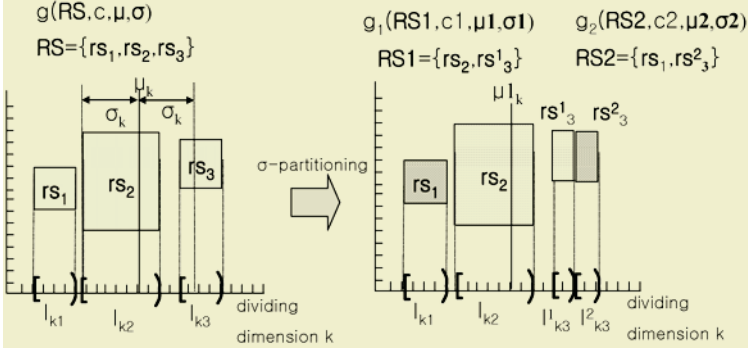 g(RS,c,μ,σ)
RS={rs₁,rs₂,rs₃}
μₖ
σₖ σₖ
rs₁
rs₂
rs₃
Iₖ₁ Iₖ₂ Iₖ₃
dividing
dimension k
σ-partitioning
g₁(RS1,c1,μ1,σ1) g₂(RS2,c2,μ2,σ2)
RS1={rs₂,rs¹₃} RS2={rs₁,rs²₃}
μ1ₖ
rs¹₃ rs²₃
rs₁
rs₂
Iₖ₁ Iₖ₂ I¹ₖ₃ I²ₖ₃
dividing
dimension k